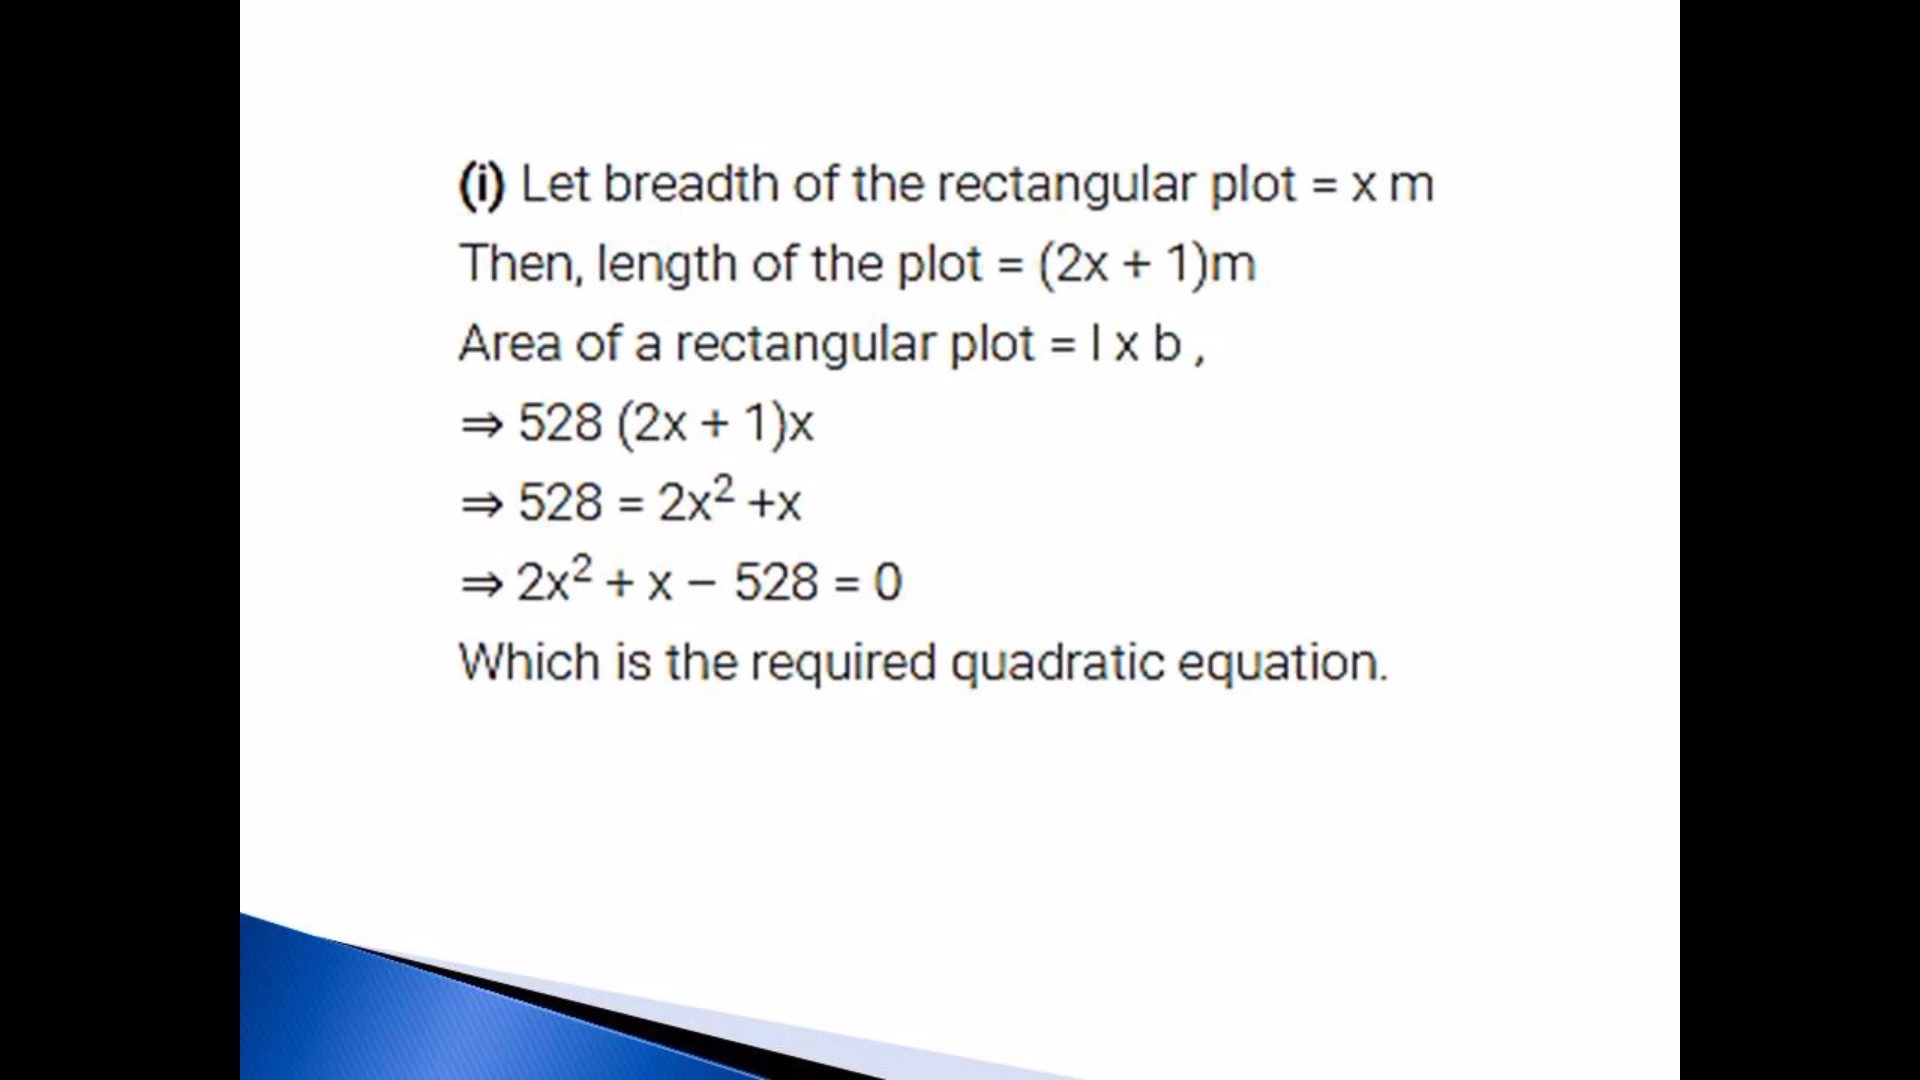 (i) Let breadth of the rectangular plot = x m
Then, length of the plot = (2x + 1)m
Area of a rectangular plot = l x b ,
⇒ 528 (2x + 1)x
⇒ 528 = 2x² +x
⇒ 2x² + x – 528 = 0
Which is the required quadratic equation.